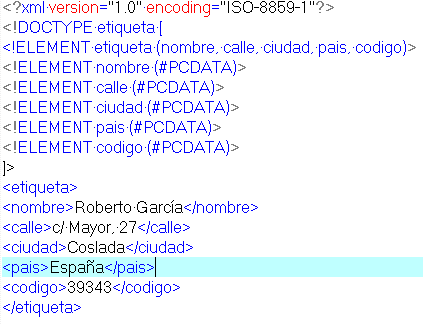 <?xml version="1.0" encoding="ISO-8859-1"?>
<!DOCTYPE etiqueta [
<!ELEMENT etiqueta (nombre, calle, ciudad, pais, codigo)>
<!ELEMENT nombre (#PCDATA)>
<!ELEMENT calle (#PCDATA)>
<!ELEMENT ciudad (#PCDATA)>
<!ELEMENT pais (#PCDATA)>
<!ELEMENT codigo (#PCDATA)>
]>
<etiqueta>
<nombre>Roberto García</nombre>
<calle>c/ Mayor, 27</calle>
<ciudad>Coslada</ciudad>
<pais>España</pais>
<codigo>39343</codigo>
</etiqueta>